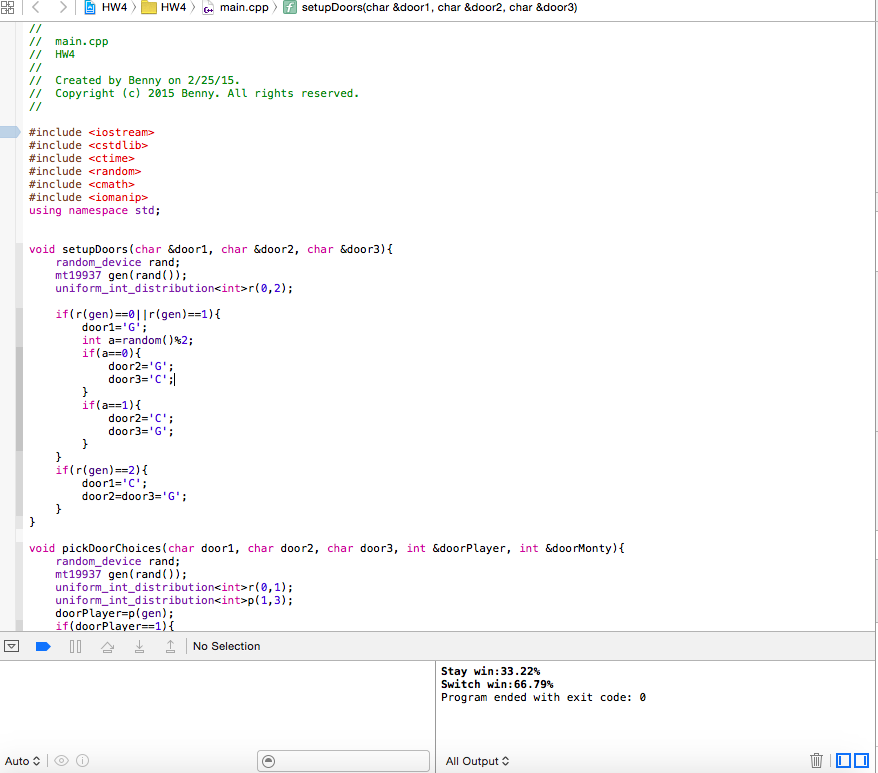 HW4 > HW4 > main.cpp > setupDoors(char &door1, char &door2, char &door3)
//
//  main.cpp
//  HW4
//
//  Created by Benny on 2/25/15.
//  Copyright (c) 2015 Benny. All rights reserved.
//
#include <iostream>
#include <cstdlib>
#include <ctime>
#include <random>
#include <cmath>
#include <iomanip>
using namespace std;
void setupDoors(char &door1, char &door2, char &door3){
    random_device rand;
    mt19937 gen(rand());
    uniform_int_distribution<int>r(0,2);
    if(r(gen)==0||r(gen)==1){
        door1='G';
        int a=random()%2;
        if(a==0){
            door2='G';
            door3='C';
        }
        if(a==1){
            door2='C';
            door3='G';
        }
    }
    if(r(gen)==2){
        door1='C';
        door2=door3='G';
    }
}
void pickDoorChoices(char door1, char door2, char door3, int &doorPlayer, int &doorMonty){
    random_device rand;
    mt19937 gen(rand());
    uniform_int_distribution<int>r(0,1);
    uniform_int_distribution<int>p(1,3);
    doorPlayer=p(gen);
    if(doorPlayer==1){
No Selection
Stay win:33.22%
Switch win:66.79%
Program ended with exit code: 0
Auto
All Output